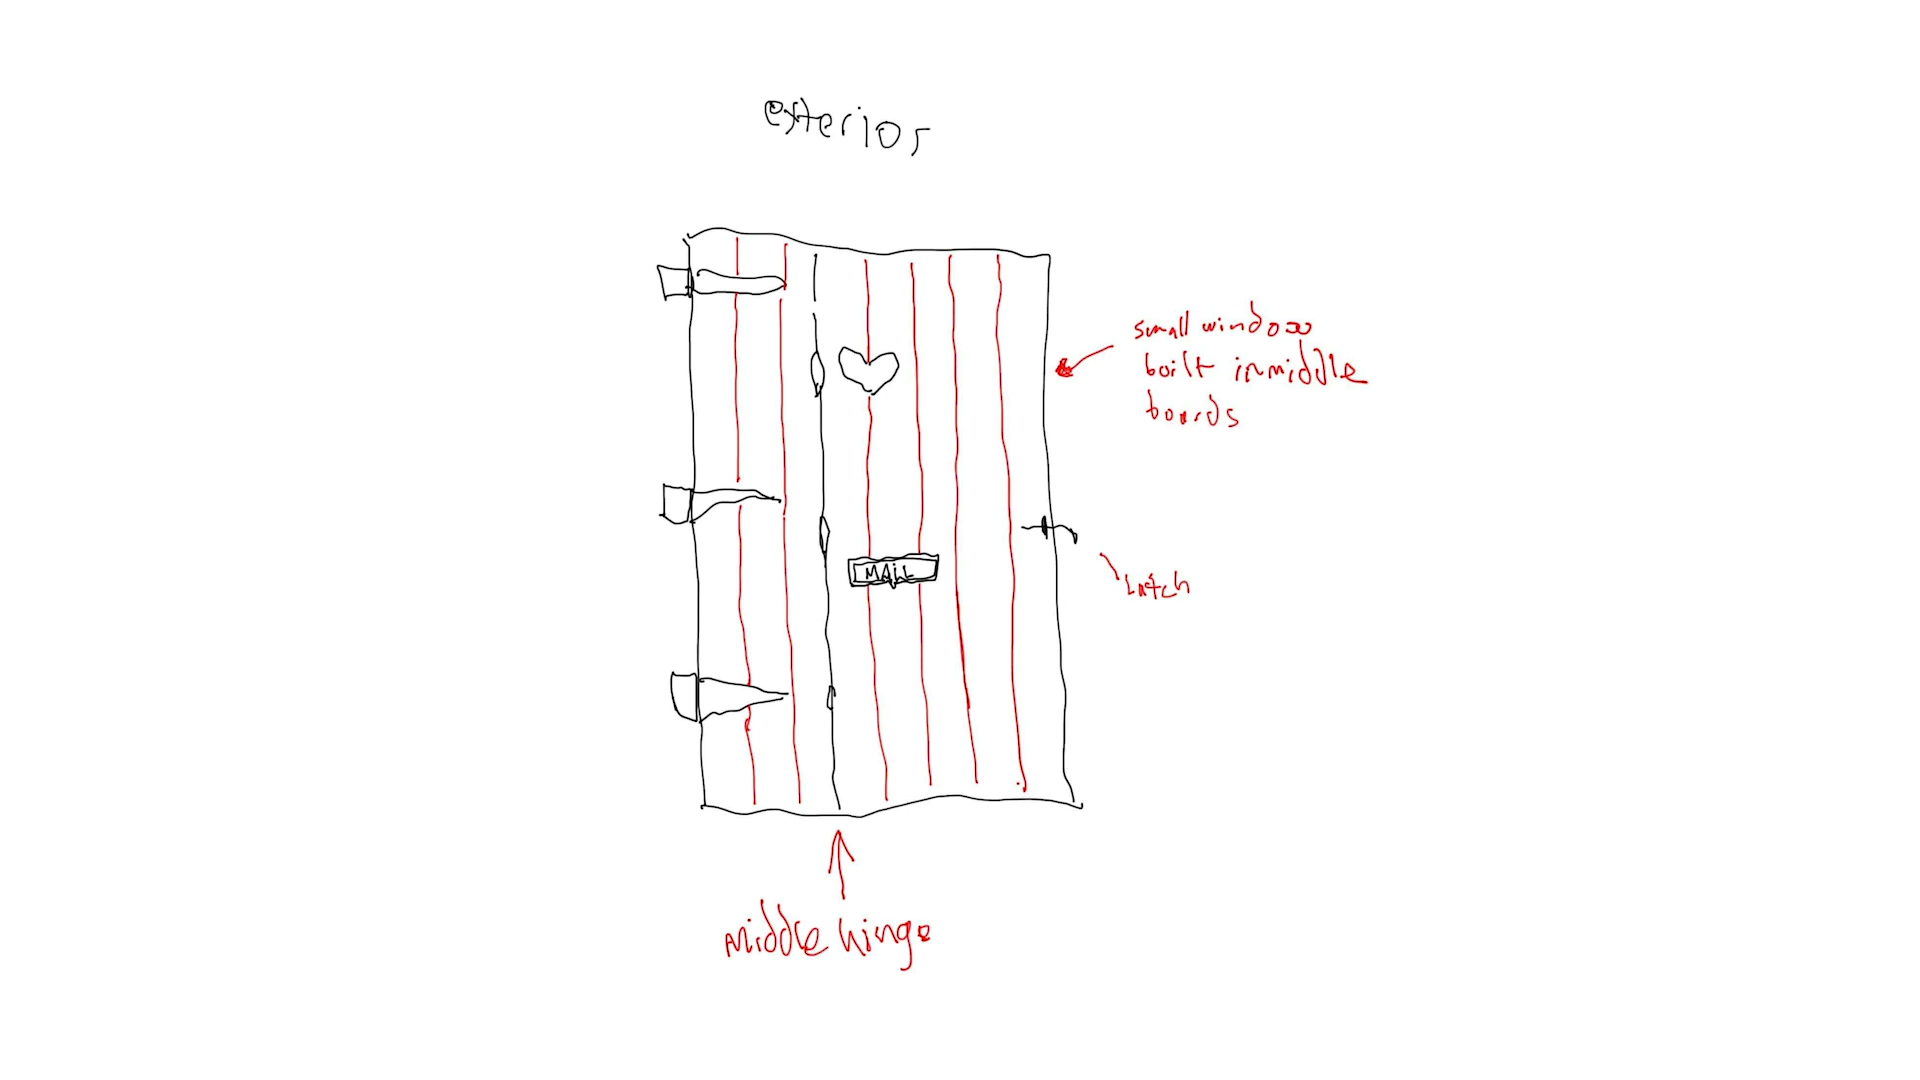 exterior
small window
built in middle
boards
MAIL
Latch
middle hinge